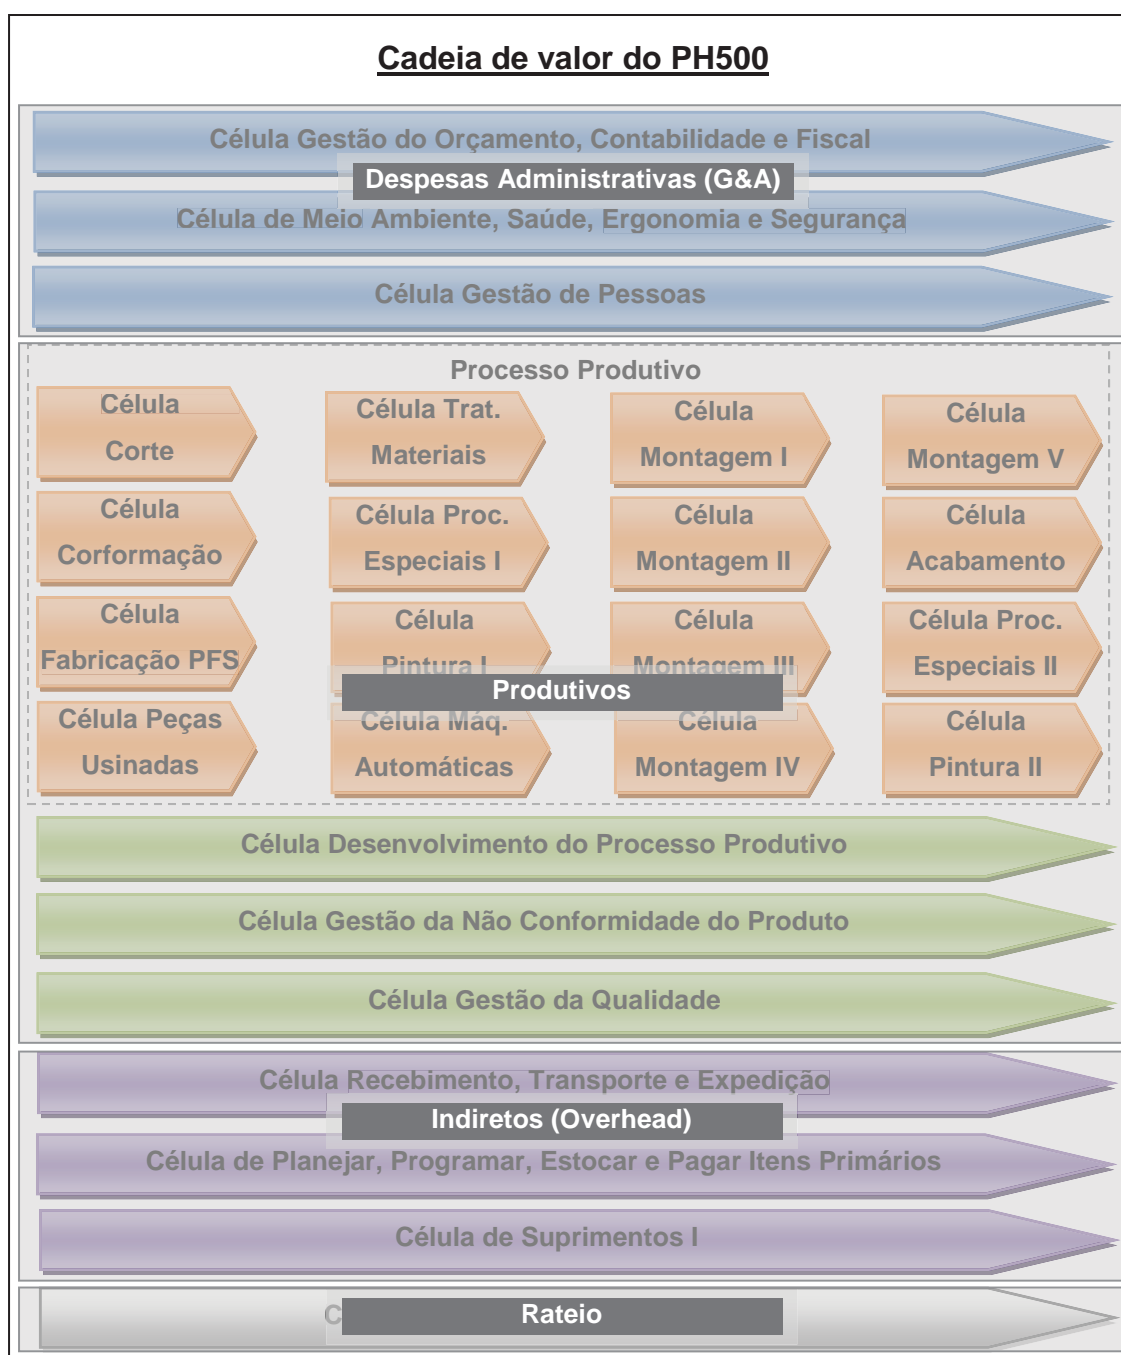 Cadeia de valor do PH500
Célula Gestão do Orçamento, Contabilidade e Fiscal
Despesas Administrativas (G&A)
Célula de Meio Ambiente, Saúde, Ergonomia e Segurança
Célula Gestão de Pessoas
Processo Produtivo
Célula
Corte
Célula Trat.
Materiais
Célula
Montagem I
Célula
Montagem V
Célula
Corformação
Célula Proc.
Especiais I
Célula
Montagem II
Célula
Acabamento
Célula
Fabricação PFS
Célula
Pintura I
Célula
Montagem III
Célula Proc.
Especiais II
Produtivos
Célula Peças
Usinadas
Célula Máq.
Automáticas
Célula
Montagem IV
Célula
Pintura II
Célula Desenvolvimento do Processo Produtivo
Célula Gestão da Não Conformidade do Produto
Célula Gestão da Qualidade
Célula Recebimento, Transporte e Expedição
Indiretos (Overhead)
Célula de Planejar, Programar, Estocar e Pagar Itens Primários
Célula de Suprimentos I
Rateio